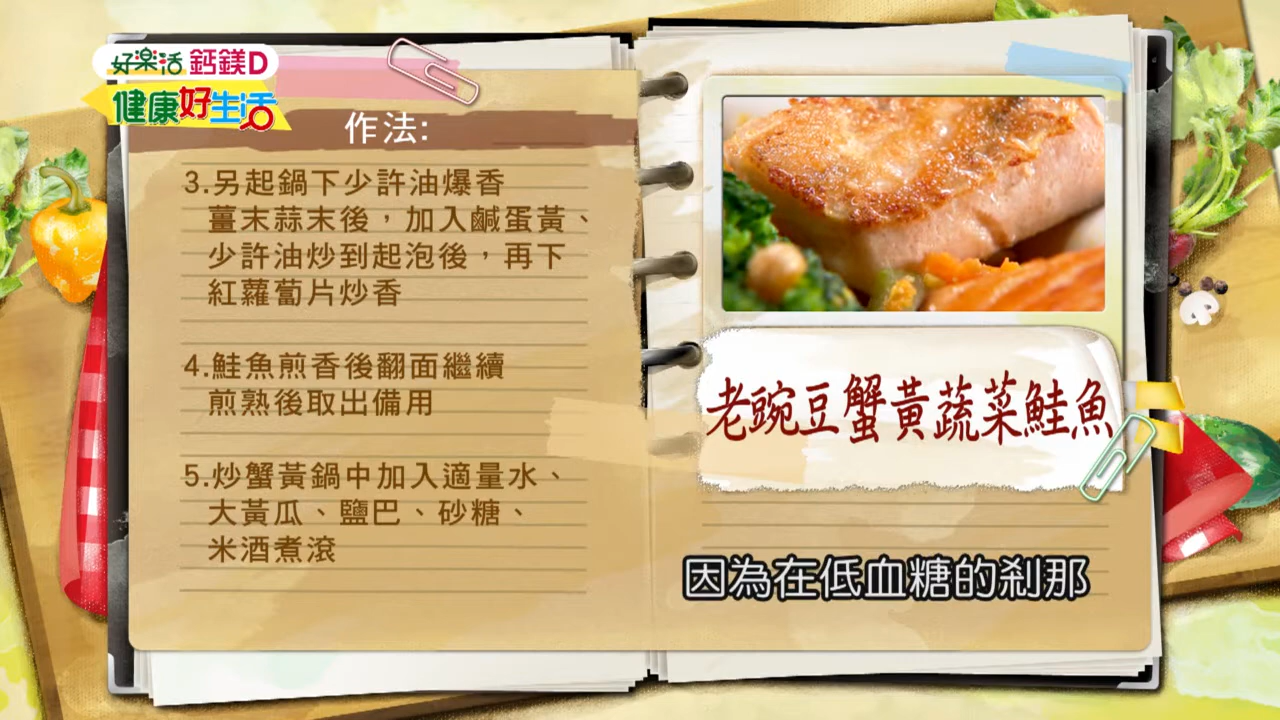 好樂活 鈣鎂D
健康好生活
作法:
3.另起鍋下少許油爆香
薑末蒜末後，加入鹹蛋黃、
少許油炒到起泡後，再下
紅蘿蔔片炒香
4.鮭魚煎香後翻面繼續
煎熟後取出備用
5.炒蟹黃鍋中加入適量水、
大黃瓜、鹽巴、砂糖、
米酒煮滾
老豌豆蟹黃蔬菜鮭魚
因為在低血糖的剎那